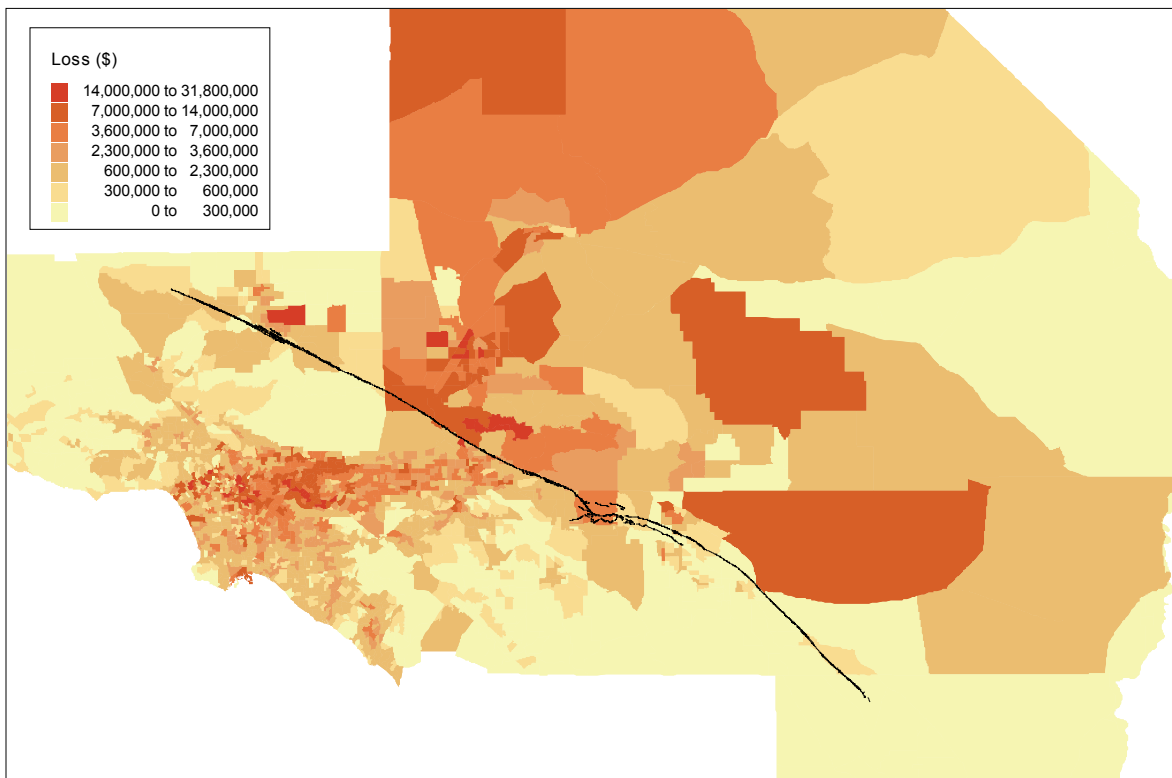 Loss ($)
14,000,000 to 31,800,000
7,000,000 to 14,000,000
3,600,000 to 7,000,000
2,300,000 to 3,600,000
600,000 to 2,300,000
300,000 to 600,000
0 to 300,000